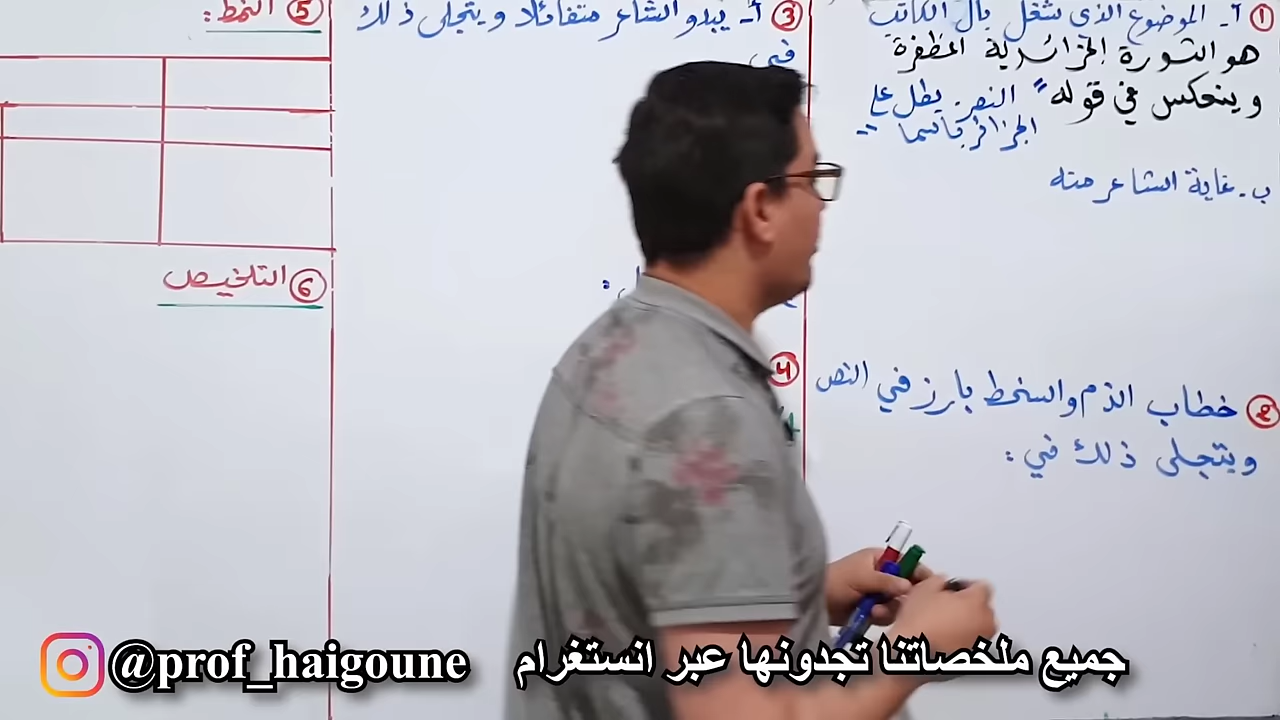 ① أ- الموضوع الذي شغل بال الكاتب
هو الثورة الجزائرية المظفرة
وينعكس في قوله "النصر يطل على
الجزائر باسما"
ب- غاية الشاعر منه
② خطاب الذم والسخط بارز في النص
ويتجلى ذلك في:
③ أ- يبدو الشاعر متفائلا ويتجلى ذلك
في
④
⑤ النمط:
⑥ التلخيص
@prof_haigoune جميع ملخصاتنا تجدونها عبر انستغرام